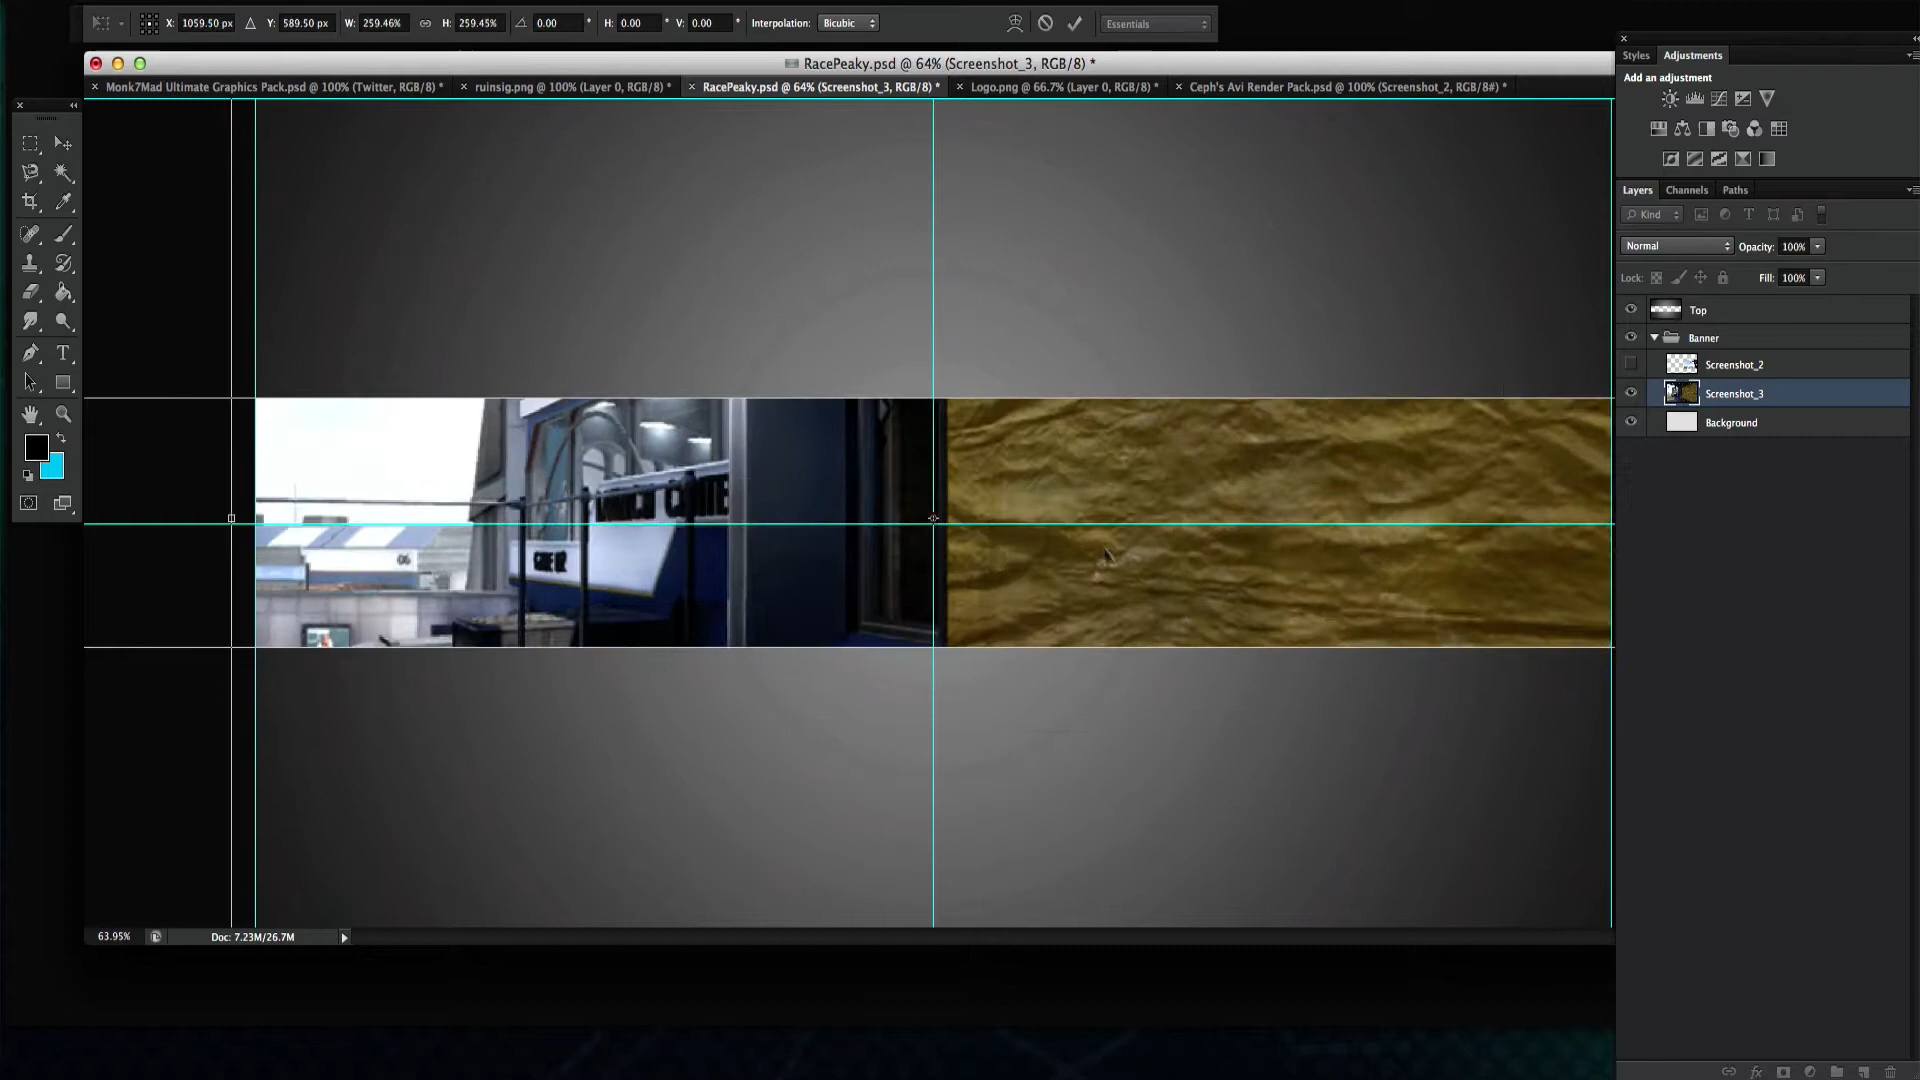 X: 1059.50 px Y: 589.50 px W: 259.46% H: 259.45% 0.00 ° H: 0.00 ° V: 0.00 ° Interpolation: Bicubic Essentials
RacePeaky.psd @ 64% (Screenshot_3, RGB/8) *
Monk7Mad Ultimate Graphics Pack.psd @ 100% (Twitter, RGB/8) *
ruinsig.png @ 100% (Layer 0, RGB/8) *
RacePeaky.psd @ 64% (Screenshot_3, RGB/8) *
Logo.png @ 66.7% (Layer 0, RGB/8) *
Ceph's Avi Render Pack.psd @ 100% (Screenshot_2, RGB/8#) *
Styles Adjustments
Add an adjustment
Layers Channels Paths
Kind
Normal Opacity: 100%
Lock: Fill: 100%
Top
Banner
Screenshot_2
Screenshot_3
Background
06
63.95% Doc: 7.23M/26.7M